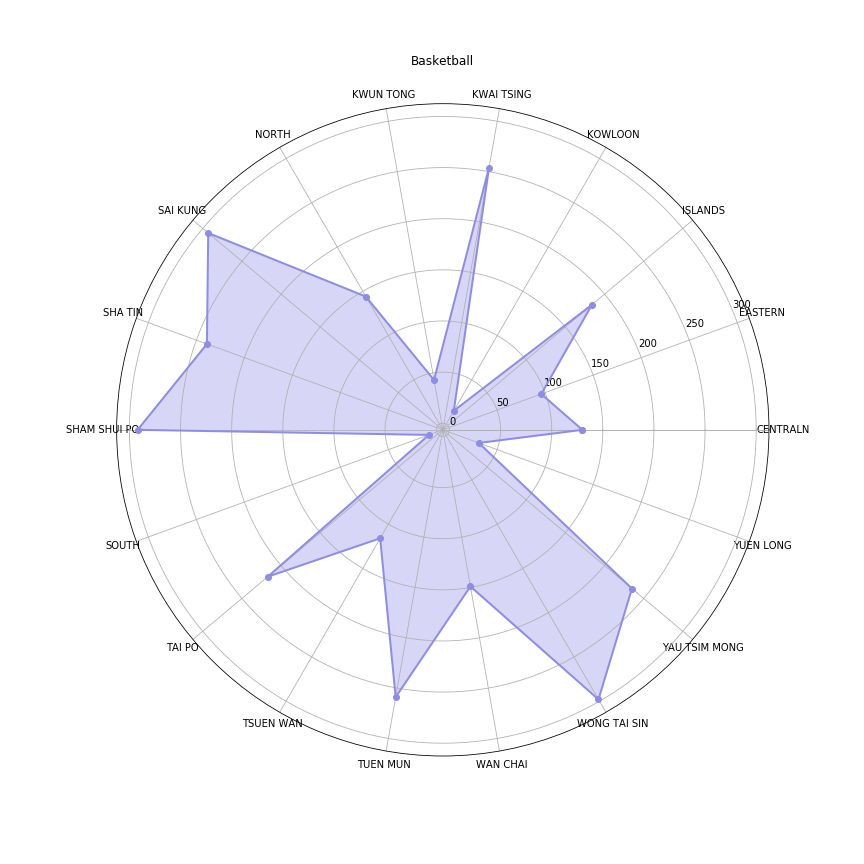 Basketball
KWUN TONG
KWAI TSING
NORTH
KOWLOON
SAI KUNG
ISLANDS
SHA TIN
EASTERN
300
250
200
150
100
50
0
SHAM SHUI PO
CENTRALN
SOUTH
YUEN LONG
TAI PO
YAU TSIM MONG
TSUEN WAN
WONG TAI SIN
TUEN MUN
WAN CHAI